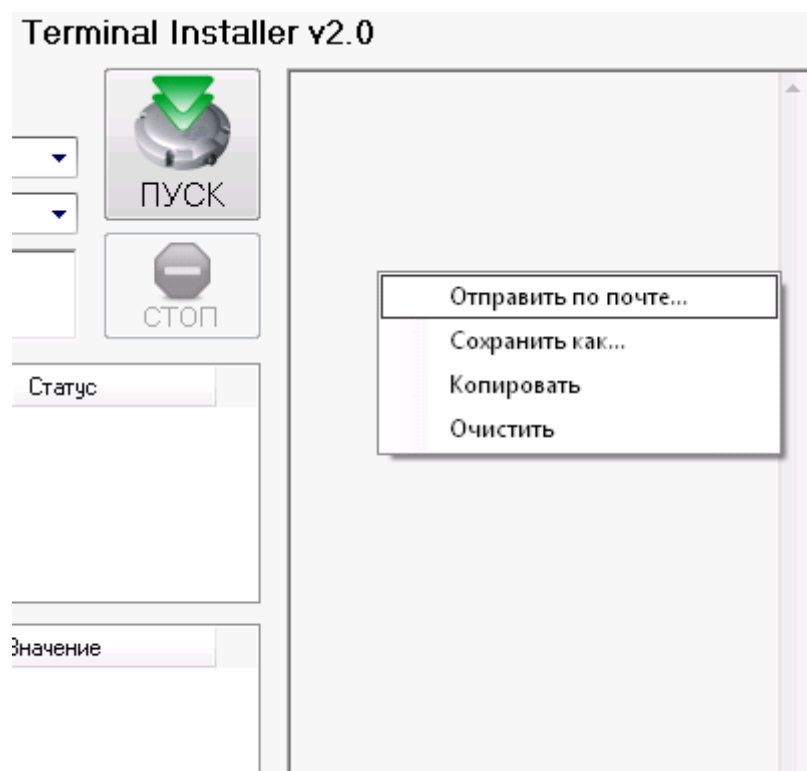 Terminal Installer v2.0
ПУСК
СТОП
Отправить по почте...
Сохранить как...
Копировать
Очистить
Статус
Значение